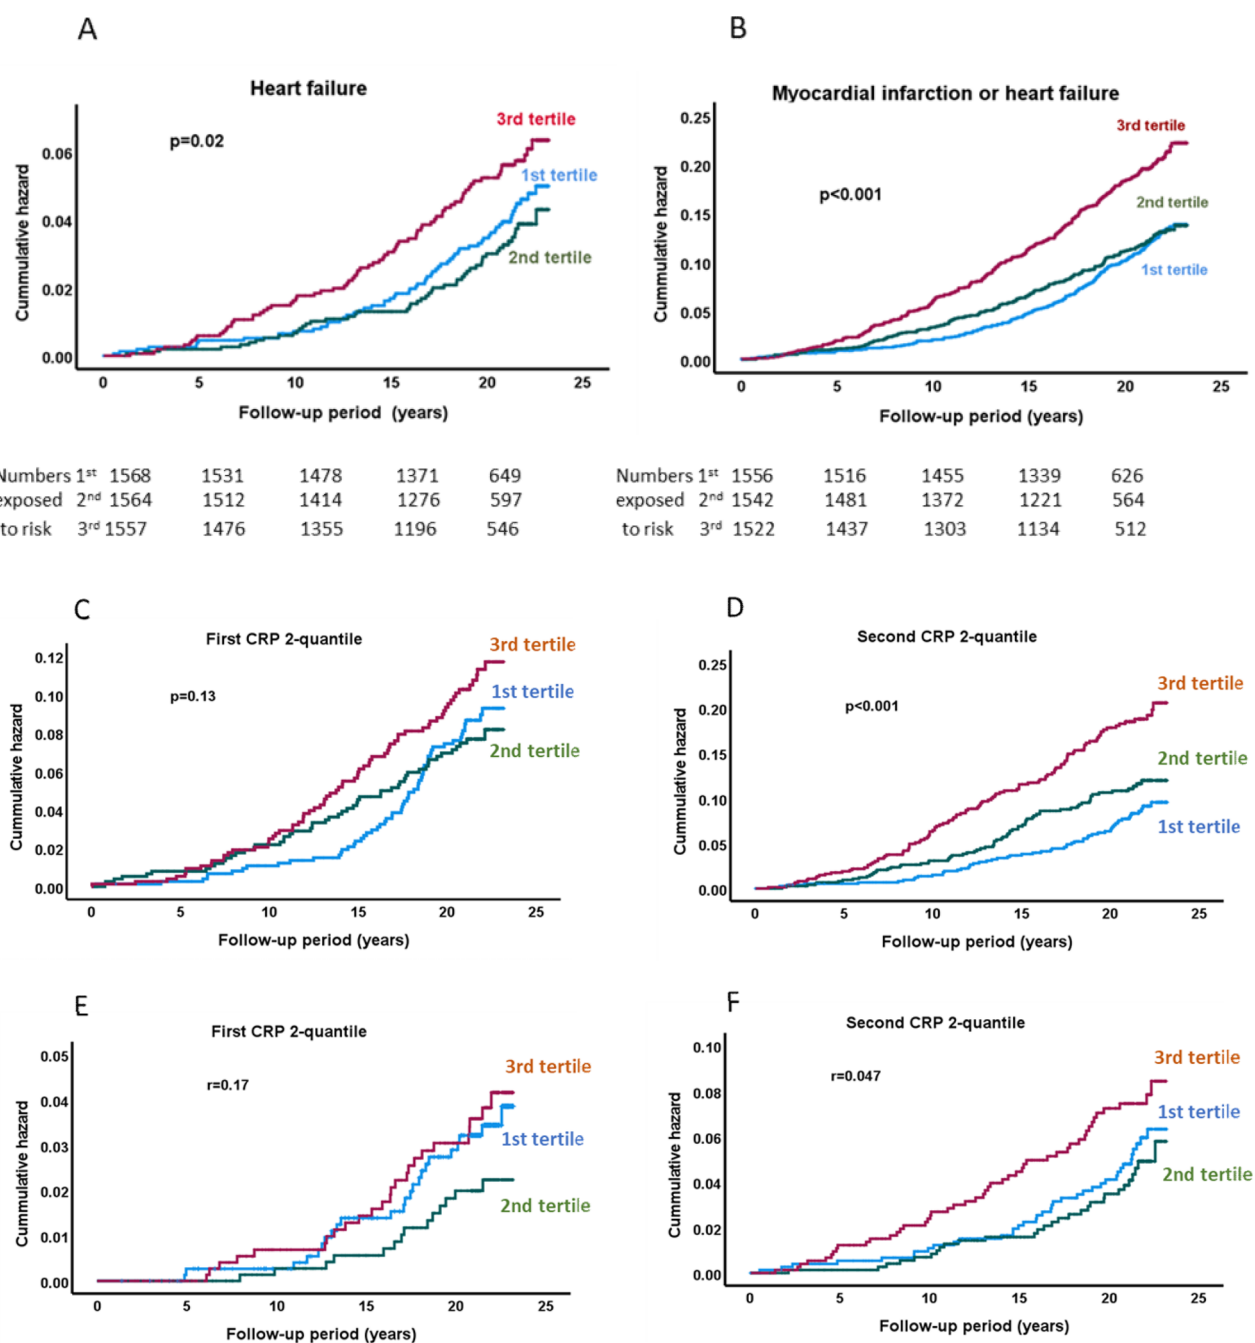 A
B
Heart failure
Myocardial infarction or heart failure
3rd tertile
p=0.02
1st tertile
2nd tertile
0.06
0.04
0.02
0.00
Cummulative hazard
0 5 10 15 20 25
Follow-up period (years)
0.25
0.20
0.15
0.10
0.05
0.00
3rd tertile
p<0.001
2nd tertile
1st tertile
Cummulative hazard
0 5 10 15 20 25
Follow-up period (years)
Numbers 1st 1568 1531 1478 1371 649
exposed 2nd 1564 1512 1414 1276 597
to risk 3rd 1557 1476 1355 1196 546
Numbers 1st 1556 1516 1455 1339 626
exposed 2nd 1542 1481 1372 1221 564
to risk 3rd 1522 1437 1303 1134 512
C
First CRP 2-quantile
3rd tertile
1st tertile
2nd tertile
p=0.13
0.12
0.10
0.08
0.06
0.04
0.02
0.00
Cummulative hazard
0 5 10 15 20 25
Follow-up period (years)
D
Second CRP 2-quantile
3rd tertile
p<0.001
2nd tertile
1st tertile
0.25
0.20
0.15
0.10
0.05
0.00
Cummulative hazard
0 5 10 15 20 25
Follow-up period (years)
E
First CRP 2-quantile
3rd tertile
r=0.17
1st tertile
2nd tertile
0.05
0.04
0.03
0.02
0.01
0.00
Cummulative hazard
0 5 10 15 20 25
Follow-up period (years)
F
Second CRP 2-quantile
3rd tertile
r=0.047
1st tertile
2nd tertile
0.10
0.08
0.06
0.04
0.02
0.00
Cummulative hazard
0 5 10 15 20 25
Follow-up period (years)